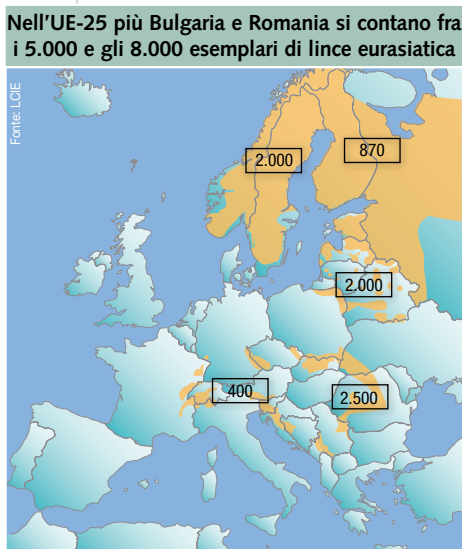 Nell'UE-25 più Bulgaria e Romania si contano fra
i 5.000 e gli 8.000 esemplari di lince eurasiatica
Fonte: LCIE
2.000
870
2.000
400
2.500